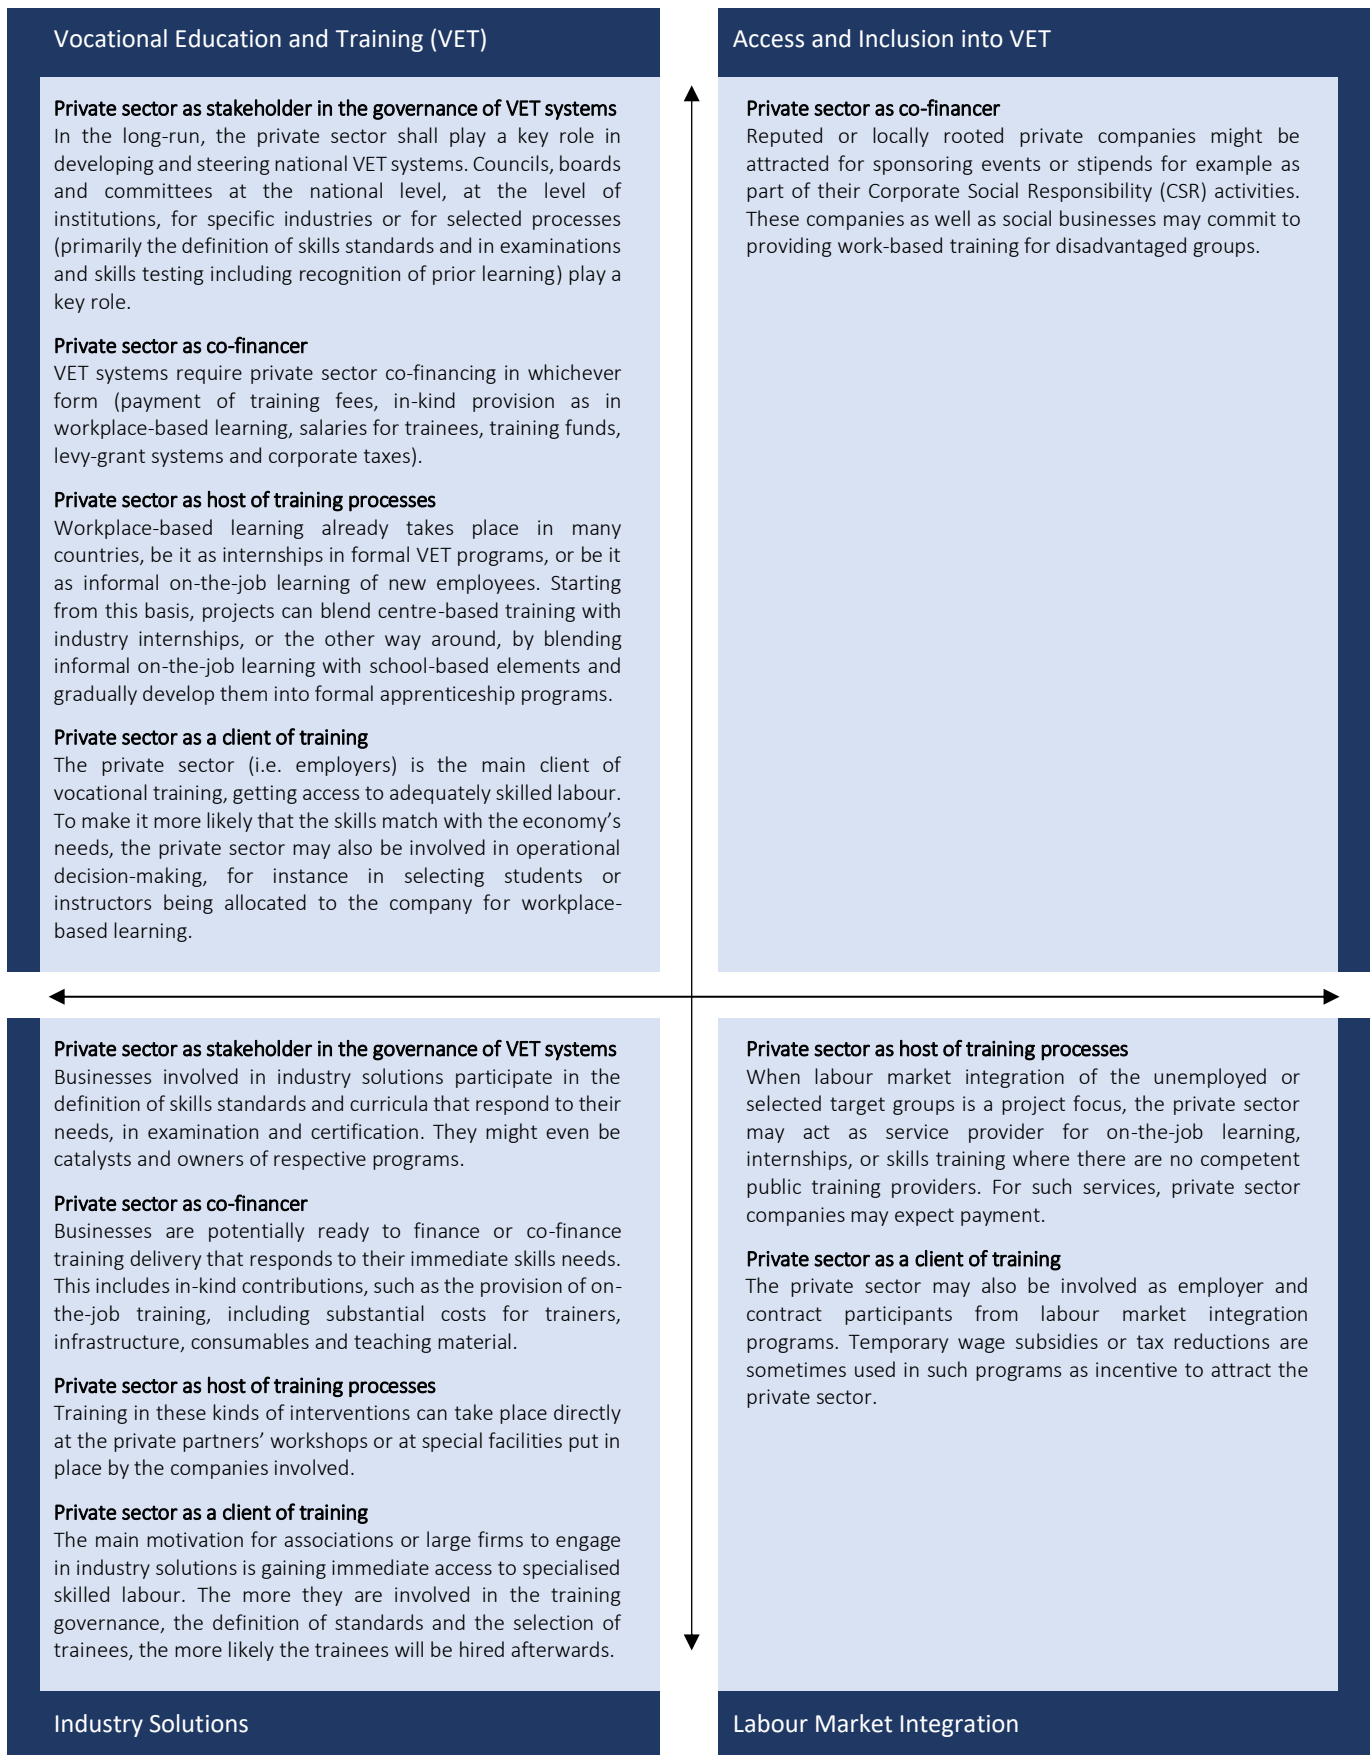 Vocational Education and Training (VET)
Private sector as stakeholder in the governance of VET systems
In the long-run, the private sector shall play a key role in
developing and steering national VET systems. Councils, boards
and committees at the national level, at the level of
institutions, for specific industries or for selected processes
(primarily the definition of skills standards and in examinations
and skills testing including recognition of prior learning) play a
key role.
Private sector as co-financer
VET systems require private sector co-financing in whichever
form (payment of training fees, in-kind provision as in
workplace-based learning, salaries for trainees, training funds,
levy-grant systems and corporate taxes).
Private sector as host of training processes
Workplace-based learning already takes place in many
countries, be it as internships in formal VET programs, or be it
as informal on-the-job learning of new employees. Starting
from this basis, projects can blend centre-based training with
industry internships, or the other way around, by blending
informal on-the-job learning with school-based elements and
gradually develop them into formal apprenticeship programs.
Private sector as a client of training
The private sector (i.e. employers) is the main client of
vocational training, getting access to adequately skilled labour.
To make it more likely that the skills match with the economy’s
needs, the private sector may also be involved in operational
decision-making, for instance in selecting students or
instructors being allocated to the company for workplace-
based learning.
Access and Inclusion into VET
Private sector as co-financer
Reputed or locally rooted private companies might be
attracted for sponsoring events or stipends for example as
part of their Corporate Social Responsibility (CSR) activities.
These companies as well as social businesses may commit to
providing work-based training for disadvantaged groups.
Private sector as stakeholder in the governance of VET systems
Businesses involved in industry solutions participate in the
definition of skills standards and curricula that respond to their
needs, in examination and certification. They might even be
catalysts and owners of respective programs.
Private sector as co-financer
Businesses are potentially ready to finance or co-finance
training delivery that responds to their immediate skills needs.
This includes in-kind contributions, such as the provision of on-
the-job training, including substantial costs for trainers,
infrastructure, consumables and teaching material.
Private sector as host of training processes
Training in these kinds of interventions can take place directly
at the private partners’ workshops or at special facilities put in
place by the companies involved.
Private sector as a client of training
The main motivation for associations or large firms to engage
in industry solutions is gaining immediate access to specialised
skilled labour. The more they are involved in the training
governance, the definition of standards and the selection of
trainees, the more likely the trainees will be hired afterwards.
Industry Solutions
Private sector as host of training processes
When labour market integration of the unemployed or
selected target groups is a project focus, the private sector
may act as service provider for on-the-job learning,
internships, or skills training where there are no competent
public training providers. For such services, private sector
companies may expect payment.
Private sector as a client of training
The private sector may also be involved as employer and
contract participants from labour market integration
programs. Temporary wage subsidies or tax reductions are
sometimes used in such programs as incentive to attract the
private sector.
Labour Market Integration